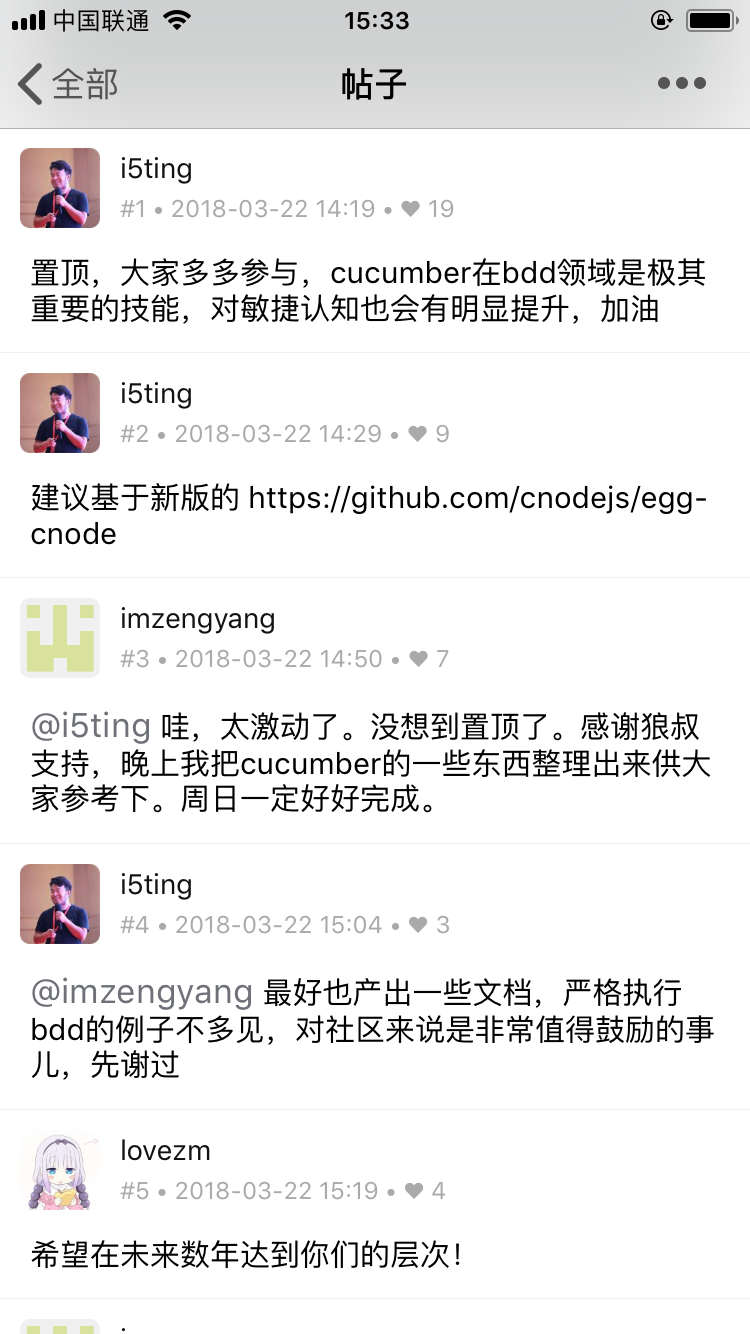 中国联通 15:33
全部 帖子
i5ting
#1 • 2018-03-22 14:19 • ♥ 19
置顶，大家多多参与，cucumber在bdd领域是极其
重要的技能，对敏捷认知也会有明显提升，加油
i5ting
#2 • 2018-03-22 14:29 • ♥ 9
建议基于新版的 https://github.com/cnodejs/egg-
cnode
imzengyang
#3 • 2018-03-22 14:50 • ♥ 7
@i5ting 哇，太激动了。没想到置顶了。感谢狼叔
支持，晚上我把cucumber的一些东西整理出来供大
家参考下。周日一定好好完成。
i5ting
#4 • 2018-03-22 15:04 • ♥ 3
@imzengyang 最好也产出一些文档，严格执行
bdd的例子不多见，对社区来说是非常值得鼓励的事
儿，先谢过
lovezm
#5 • 2018-03-22 15:19 • ♥ 4
希望在未来数年达到你们的层次！